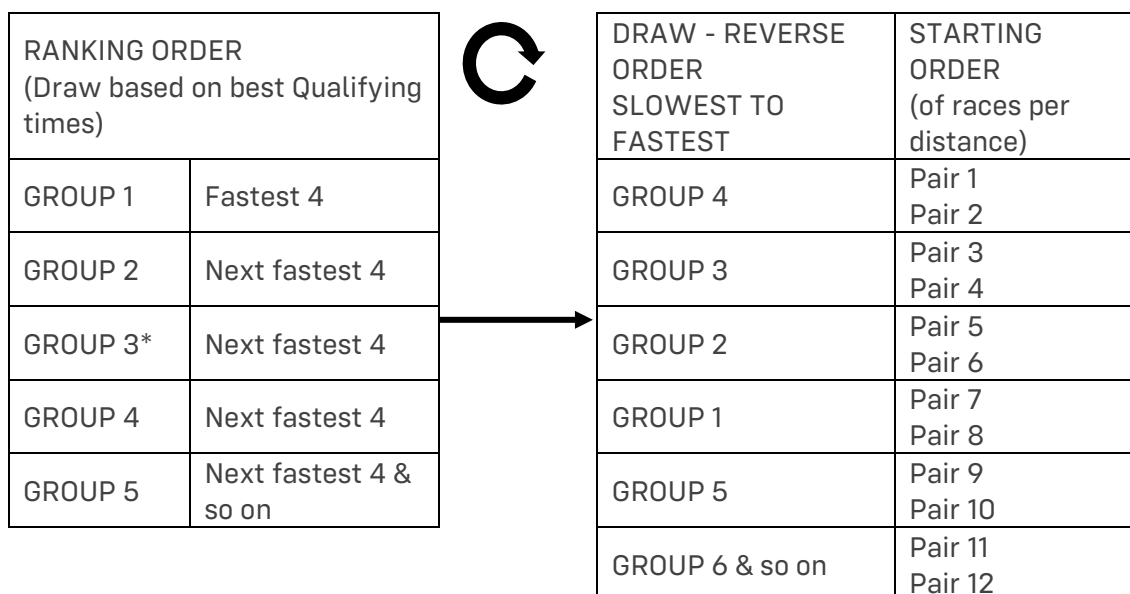 RANKING ORDER
(Draw based on best Qualifying
times)
GROUP 1
Fastest 4
GROUP 2
Next fastest 4
GROUP 3*
Next fastest 4
GROUP 4
Next fastest 4
GROUP 5
Next fastest 4 &
so on
DRAW - REVERSE
ORDER
SLOWEST TO
FASTEST
STARTING
ORDER
(of races per
distance)
GROUP 4
Pair 1
Pair 2
GROUP 3
Pair 3
Pair 4
GROUP 2
Pair 5
Pair 6
GROUP 1
Pair 7
Pair 8
GROUP 5
Pair 9
Pair 10
GROUP 6 & so on
Pair 11
Pair 12